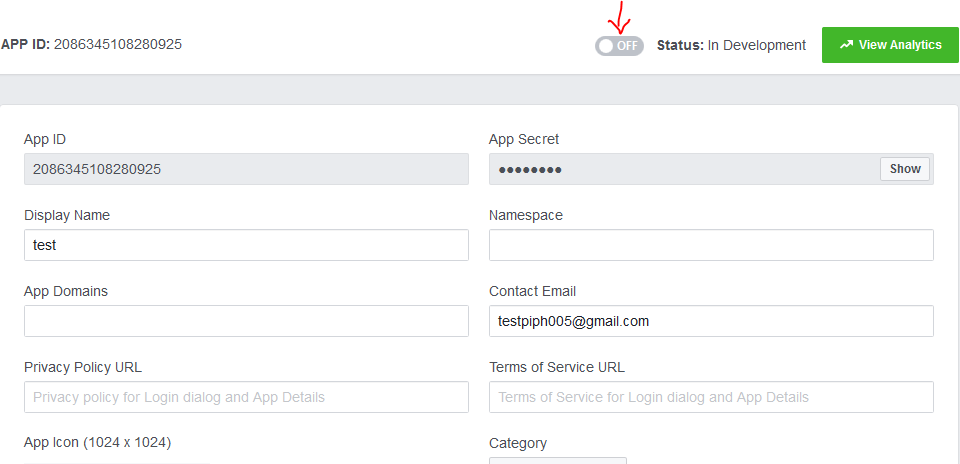 APP ID: 2086345108280925 OFF Status: In Development View Analytics
App ID App Secret
2086345108280925 ●●●●●●●● Show
Display Name Namespace
test
App Domains Contact Email
testpiph005@gmail.com
Privacy Policy URL Terms of Service URL
Privacy policy for Login dialog and App Details Terms of Service for Login dialog and App Details
App Icon (1024 x 1024) Category